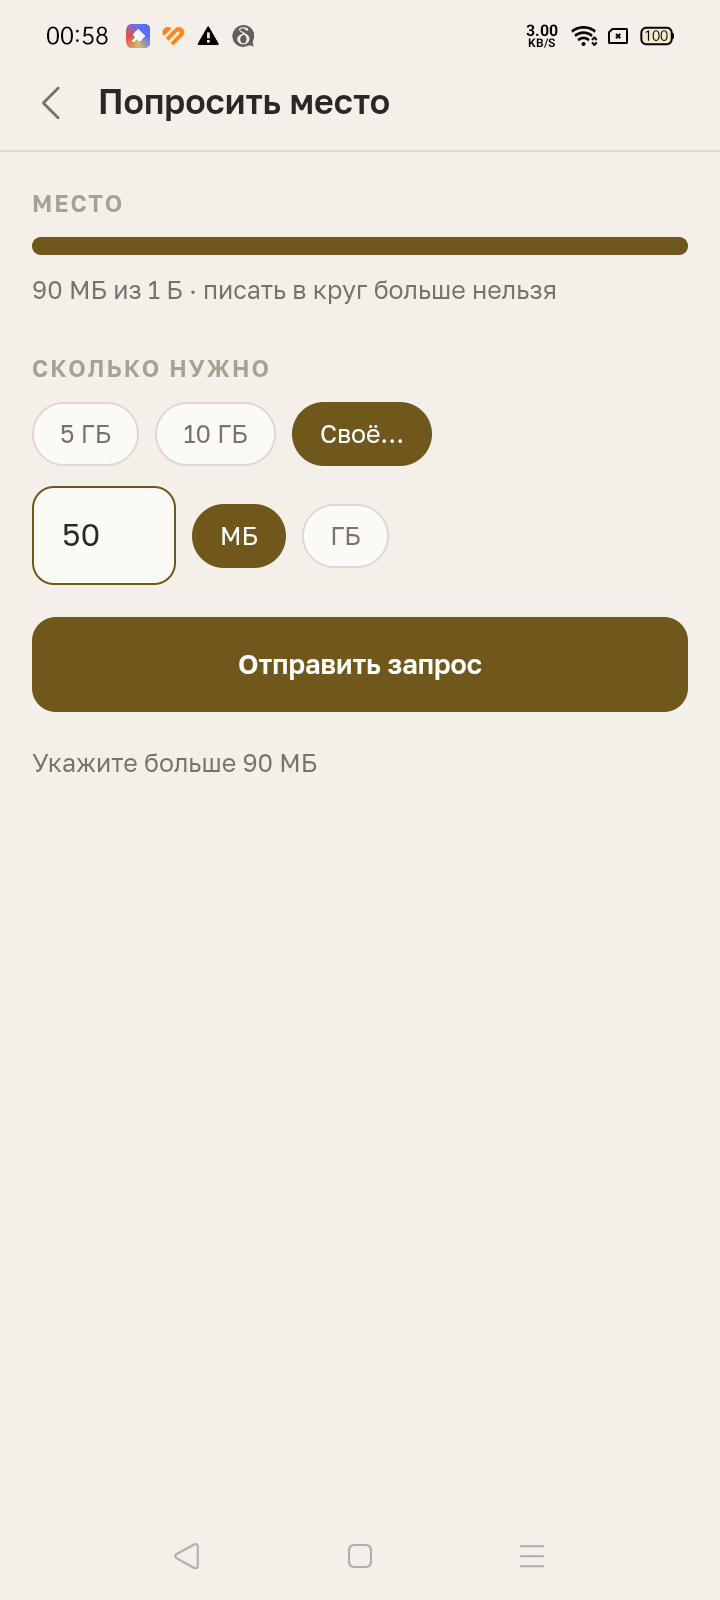 00:58
3.00
KB/S
100
Попросить место
МЕСТО
90 МБ из 1 Б · писать в круг больше нельзя
СКОЛЬКО НУЖНО
5 ГБ 10 ГБ Своё...
50 МБ ГБ
Отправить запрос
Укажите больше 90 МБ